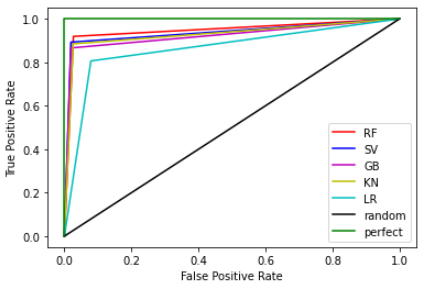 1.0
0.8
0.6
0.4
0.2
0.0
True Positive Rate
RF
SV
GB
KN
LR
random
perfect
0.0 0.2 0.4 0.6 0.8 1.0
False Positive Rate